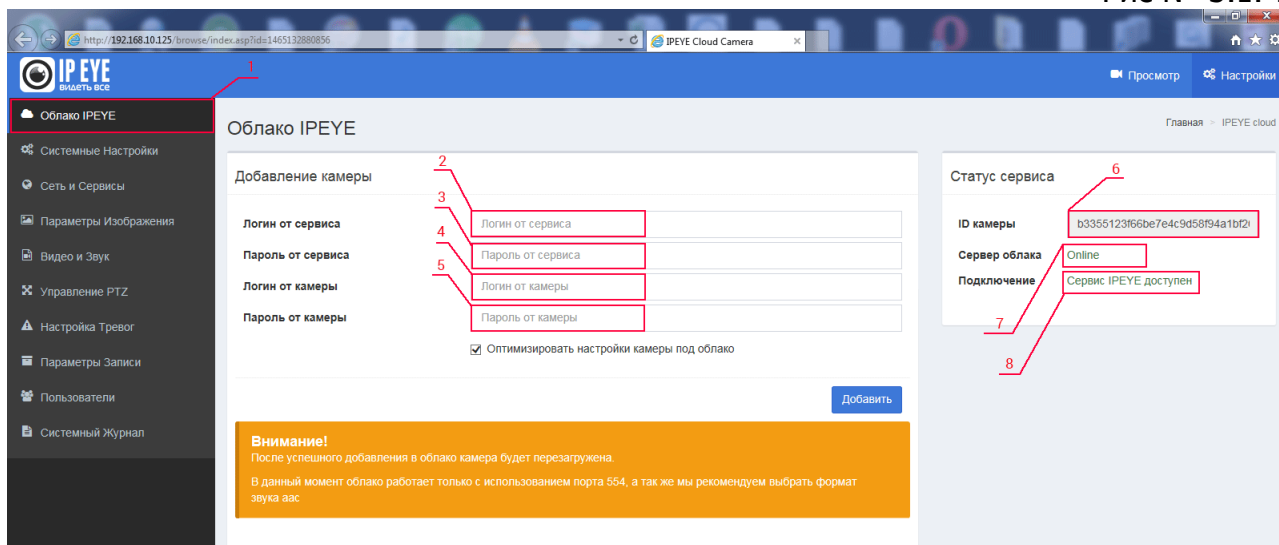 http://192.168.10.125/browse/index.asp?id=1465132880856
IPEYE Cloud Camera
IP EYE
видеть все
1
Просмотр
Настройки
Облако IPEYE
Системные Настройки
Сеть и Сервисы
Параметры Изображения
Видео и Звук
Управление PTZ
Настройка Тревог
Параметры Записи
Пользователи
Системный Журнал
Облако IPEYE
Главная > IPEYE cloud
Добавление камеры
2
3
4
5
Логин от сервиса Логин от сервиса
Пароль от сервиса Пароль от сервиса
Логин от камеры Логин от камеры
Пароль от камеры Пароль от камеры
Оптимизировать настройки камеры под облако
Добавить
Внимание!
После успешного добавления в облако камера будет перезагружена.
В данный момент облако работает только с использованием порта 554, а так же мы рекомендуем выбрать формат
звука aac
Статус сервиса
6
ID камеры b3355123f66be7e4c9d58f94a1bf2
Сервер облака Online
Подключение Сервис IPEYE доступен
7
8